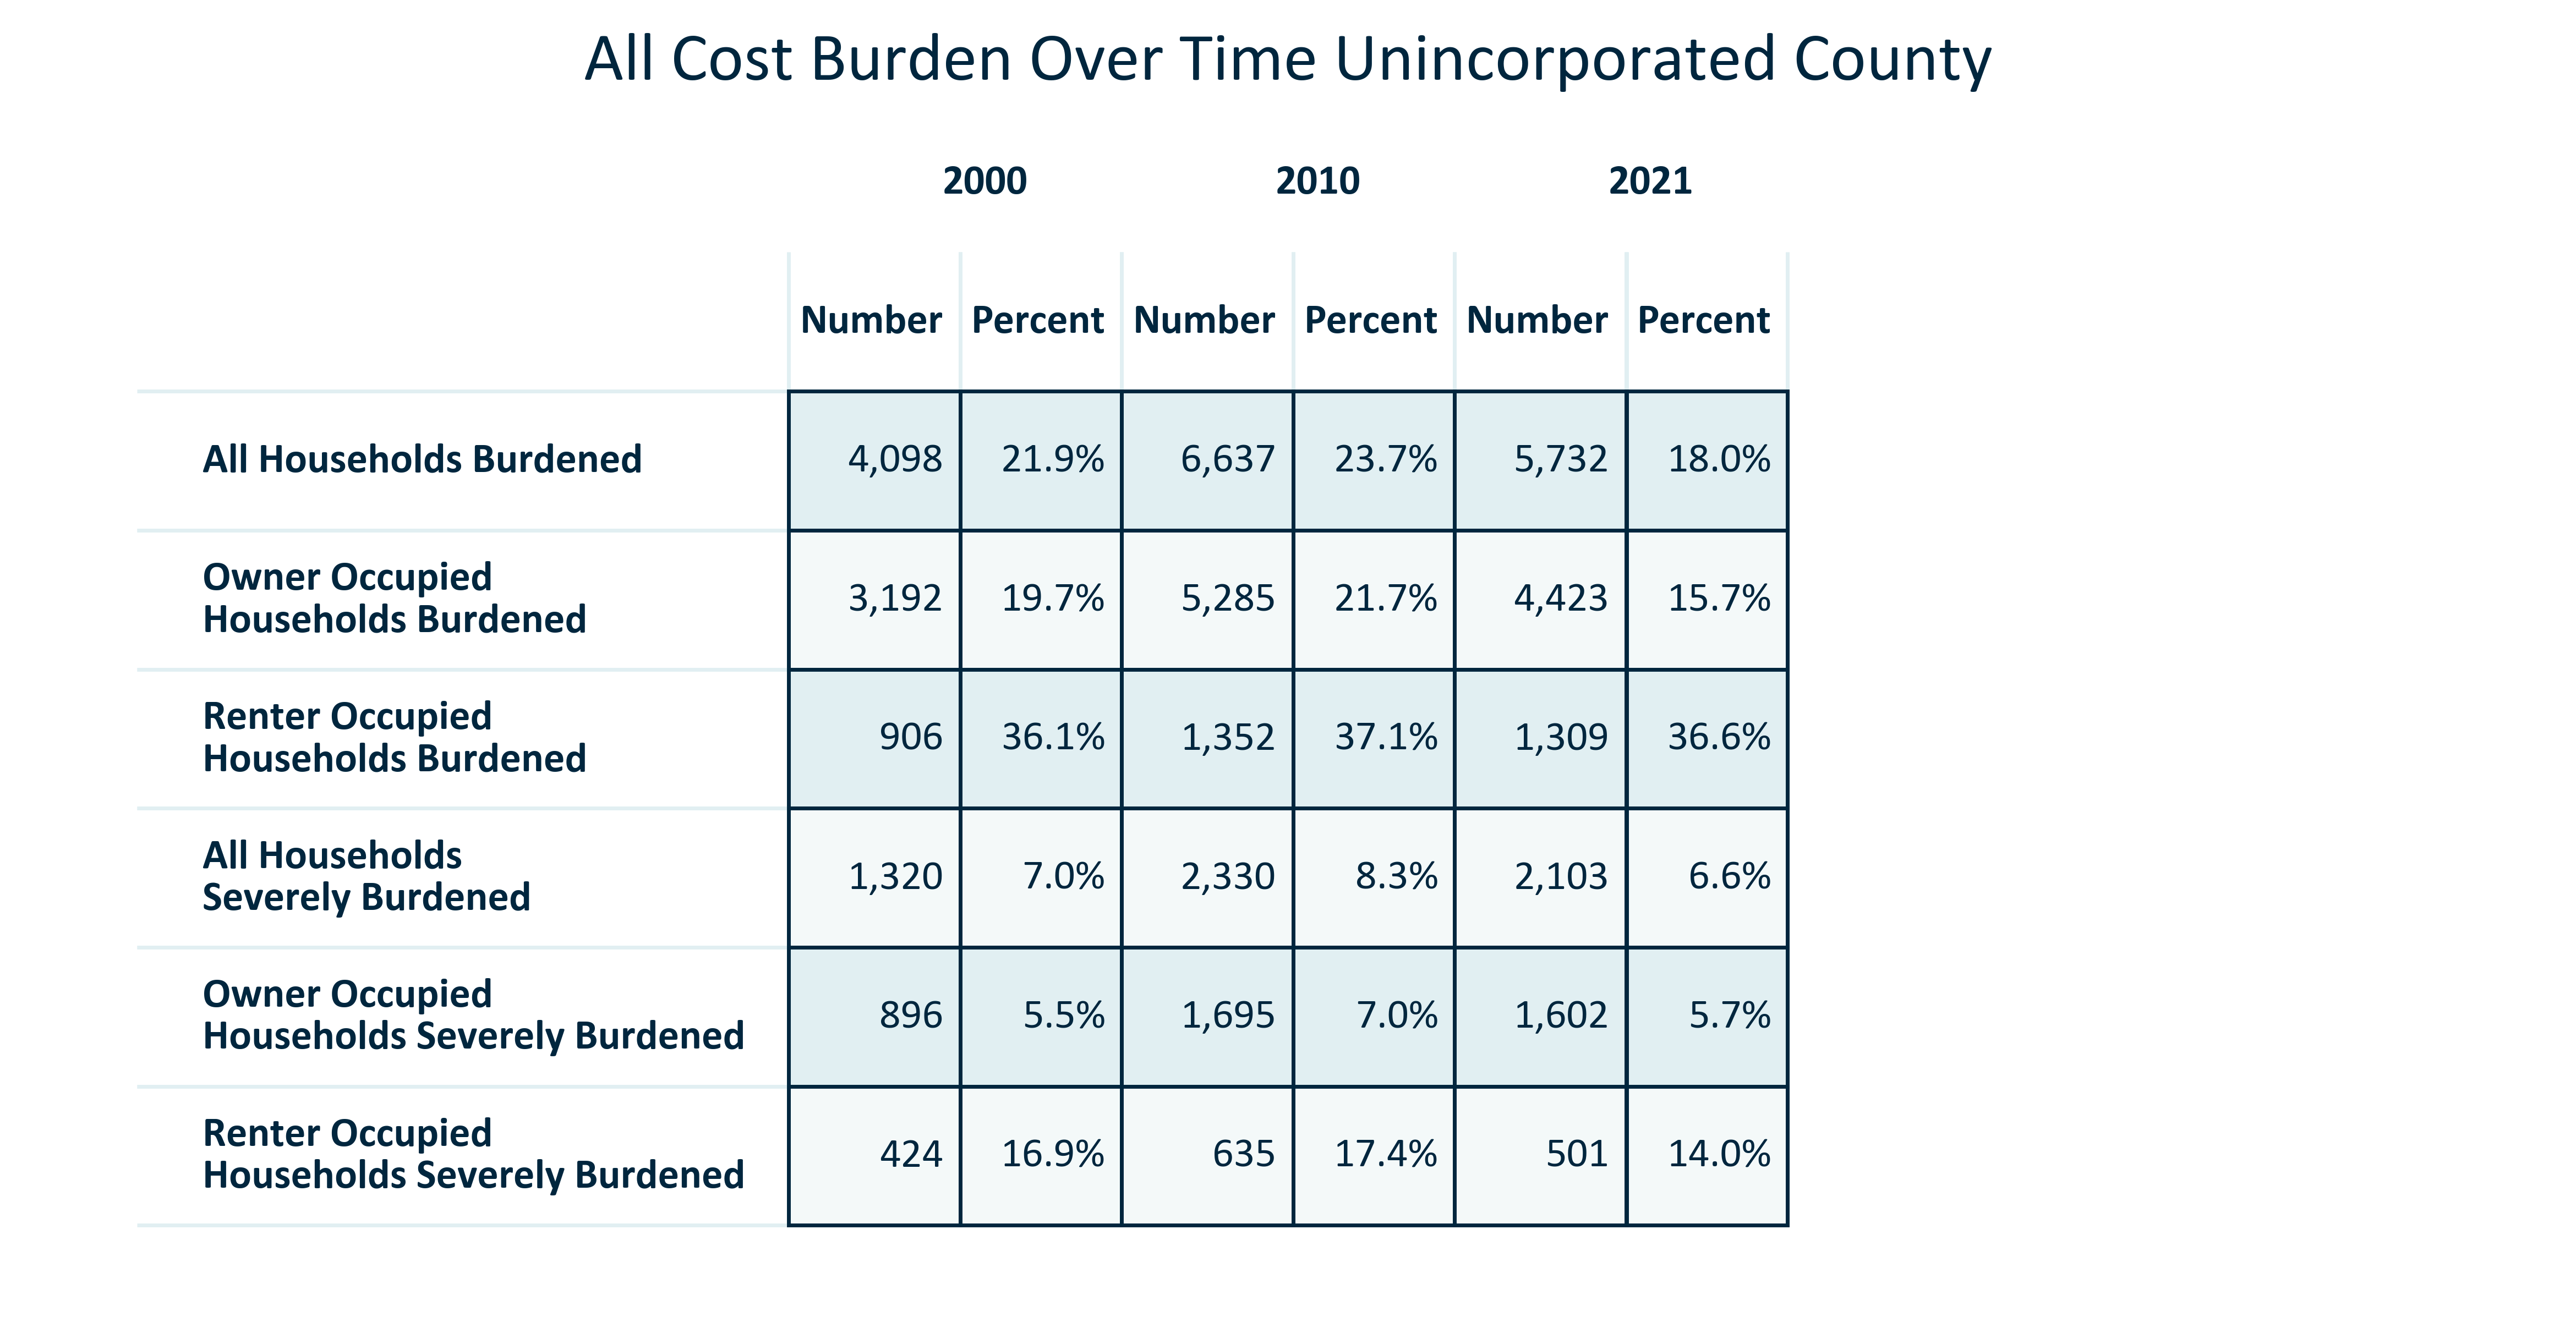 All Cost Burden Over Time Unincorporated County
2000 2010 2021
Number Percent Number Percent Number Percent
All Households Burdened 4,098 21.9% 6,637 23.7% 5,732 18.0%
Owner Occupied
Households Burdened 3,192 19.7% 5,285 21.7% 4,423 15.7%
Renter Occupied
Households Burdened 906 36.1% 1,352 37.1% 1,309 36.6%
All Households
Severely Burdened 1,320 7.0% 2,330 8.3% 2,103 6.6%
Owner Occupied
Households Severely Burdened 896 5.5% 1,695 7.0% 1,602 5.7%
Renter Occupied
Households Severely Burdened 424 16.9% 635 17.4% 501 14.0%